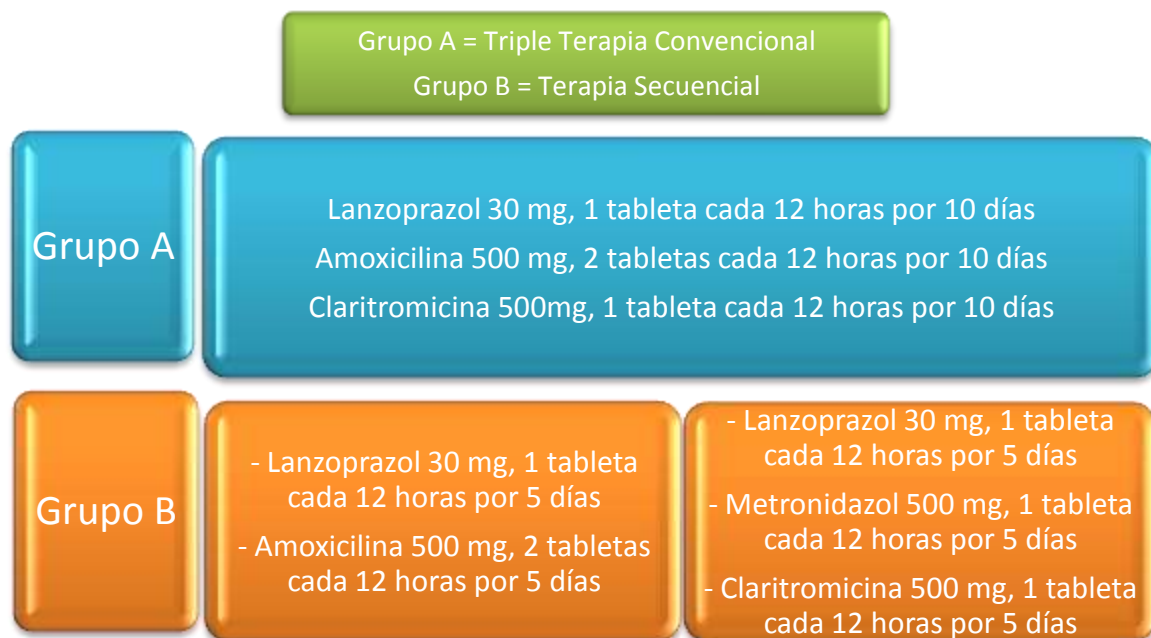 Grupo A = Triple Terapia Convencional
Grupo B = Terapia Secuencial
Grupo A
Lanzoprazol 30 mg, 1 tableta cada 12 horas por 10 días
Amoxicilina 500 mg, 2 tabletas cada 12 horas por 10 días
Claritromicina 500mg, 1 tableta cada 12 horas por 10 días
Grupo B
- Lanzoprazol 30 mg, 1 tableta
cada 12 horas por 5 días
- Amoxicilina 500 mg, 2 tabletas
cada 12 horas por 5 días
- Lanzoprazol 30 mg, 1 tableta
cada 12 horas por 5 días
- Metronidazol 500 mg, 1 tableta
cada 12 horas por 5 días
- Claritromicina 500 mg, 1 tableta
cada 12 horas por 5 días